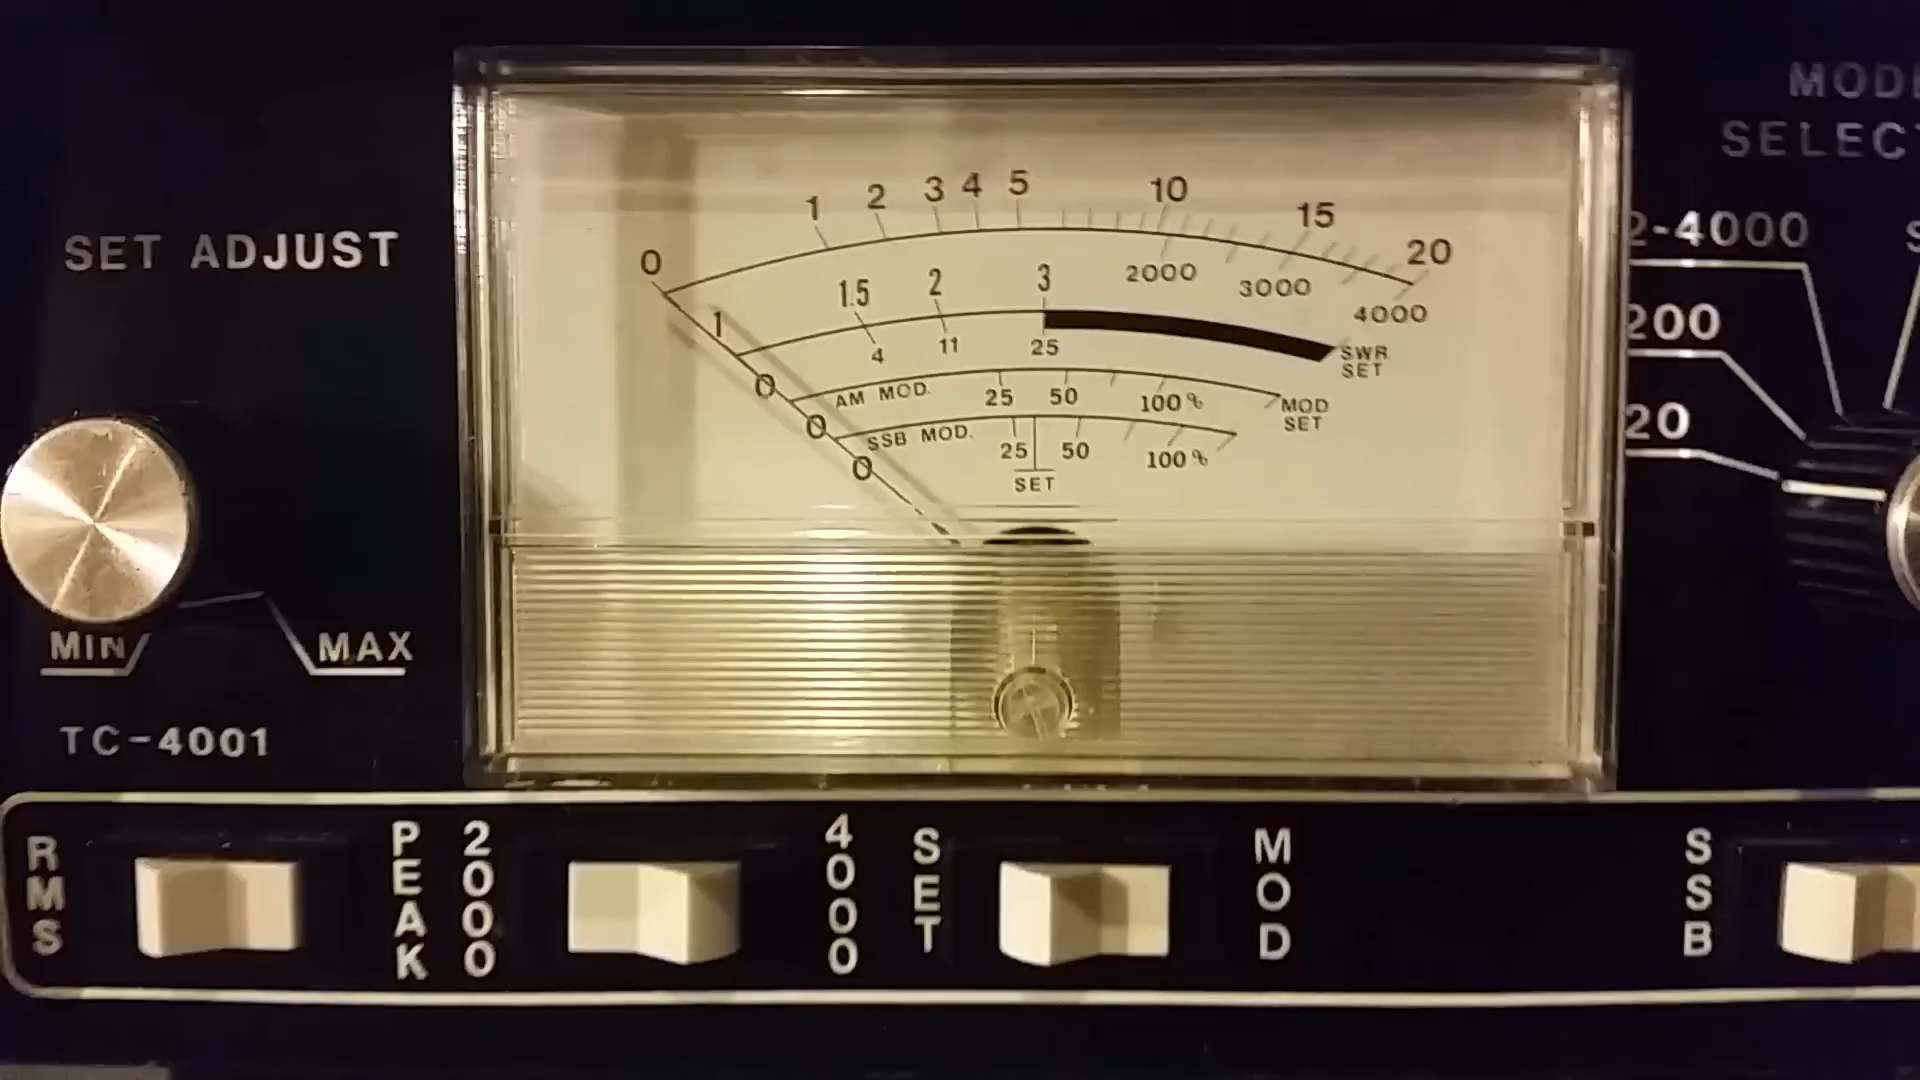 MOD
SELEC
SET ADJUST
MIN
MAX
TC-4001
0 1 2 3 4 5 10 15 20
2000 3000 4000
1 1.5 2 3
4 11 25
SWR
SET
0 AM MOD. 25 50 100%
MOD
SET
0 SSB MOD. 25 50 100%
0
SET
2-4000
200
20
RMS
PEAK
2000
4000
SET
MOD
SSB